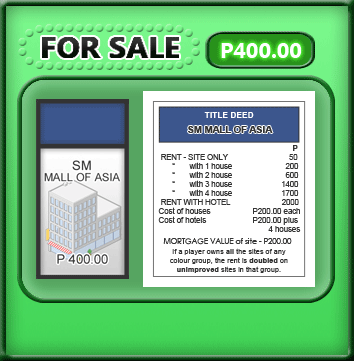 FOR SALE
P400.00
SM
MALL OF ASIA
P 400.00
TITLE DEED
SM MALL OF ASIA
P
RENT - SITE ONLY 50
" with 1 house 200
" with 2 house 600
" with 3 house 1400
" with 4 house 1700
RENT WITH HOTEL 2000
Cost of houses P200.00 each
Cost of hotels P200.00 plus
4 houses
MORTGAGE VALUE of site - P200.00
If a player owns all the sites of any
colour group, the rent is doubled on
unimproved sites in that group.